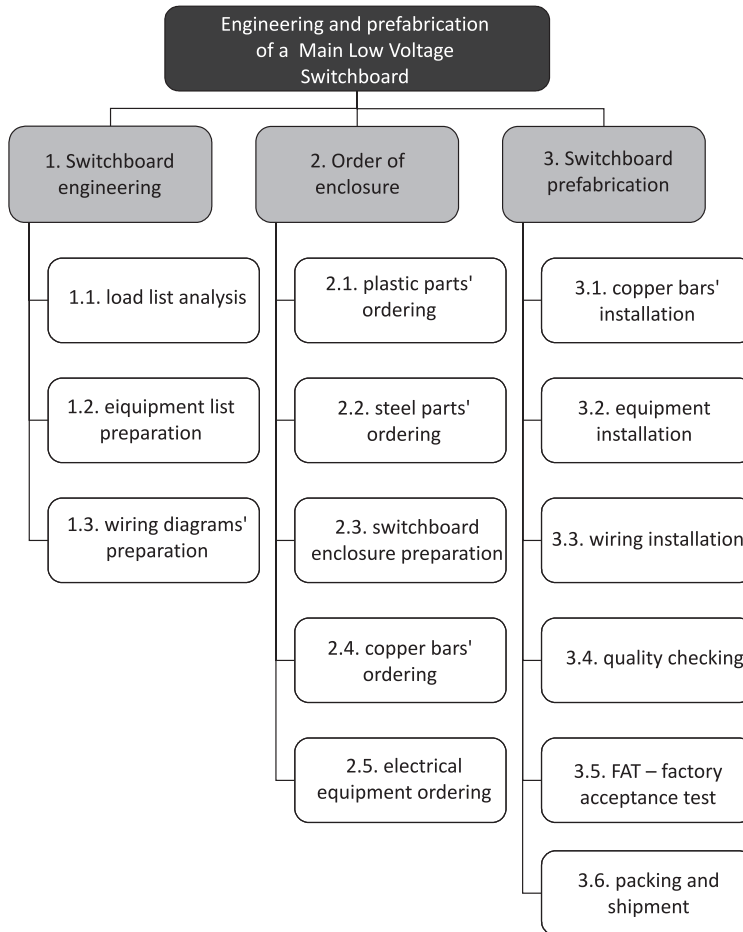 Engineering and prefabrication
of a Main Low Voltage
Switchboard
1. Switchboard
engineering
1.1. load list analysis
1.2. eiquipment list
preparation
1.3. wiring diagrams'
preparation
2. Order of
enclosure
2.1. plastic parts'
ordering
2.2. steel parts'
ordering
2.3. switchboard
enclosure preparation
2.4. copper bars'
ordering
2.5. electrical
equipment ordering
3. Switchboard
prefabrication
3.1. copper bars'
installation
3.2. equipment
installation
3.3. wiring installation
3.4. quality checking
3.5. FAT – factory
acceptance test
3.6. packing and
shipment